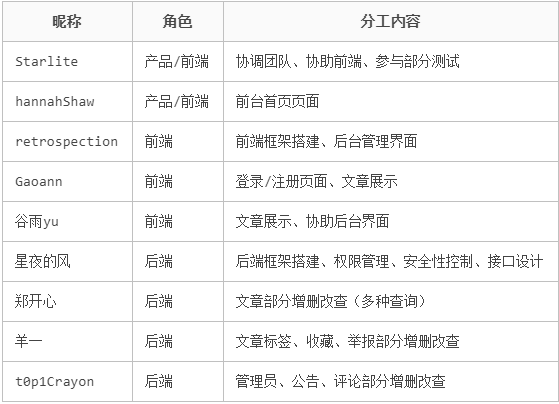 昵称 角色 分工内容
Starlite 产品/前端 协调团队、协助前端、参与部分测试
hannahShaw 产品/前端 前台首页页面
retrospection 前端 前端框架搭建、后台管理界面
Gaoann 前端 登录/注册页面、文章展示
谷雨yu 前端 文章展示、协助后台界面
星夜的风 后端 后端框架搭建、权限管理、安全性控制、接口设计
郑开心 后端 文章部分增删改查（多种查询）
羊一 后端 文章标签、收藏、举报部分增删改查
t0p1Crayon 后端 管理员、公告、评论部分增删改查